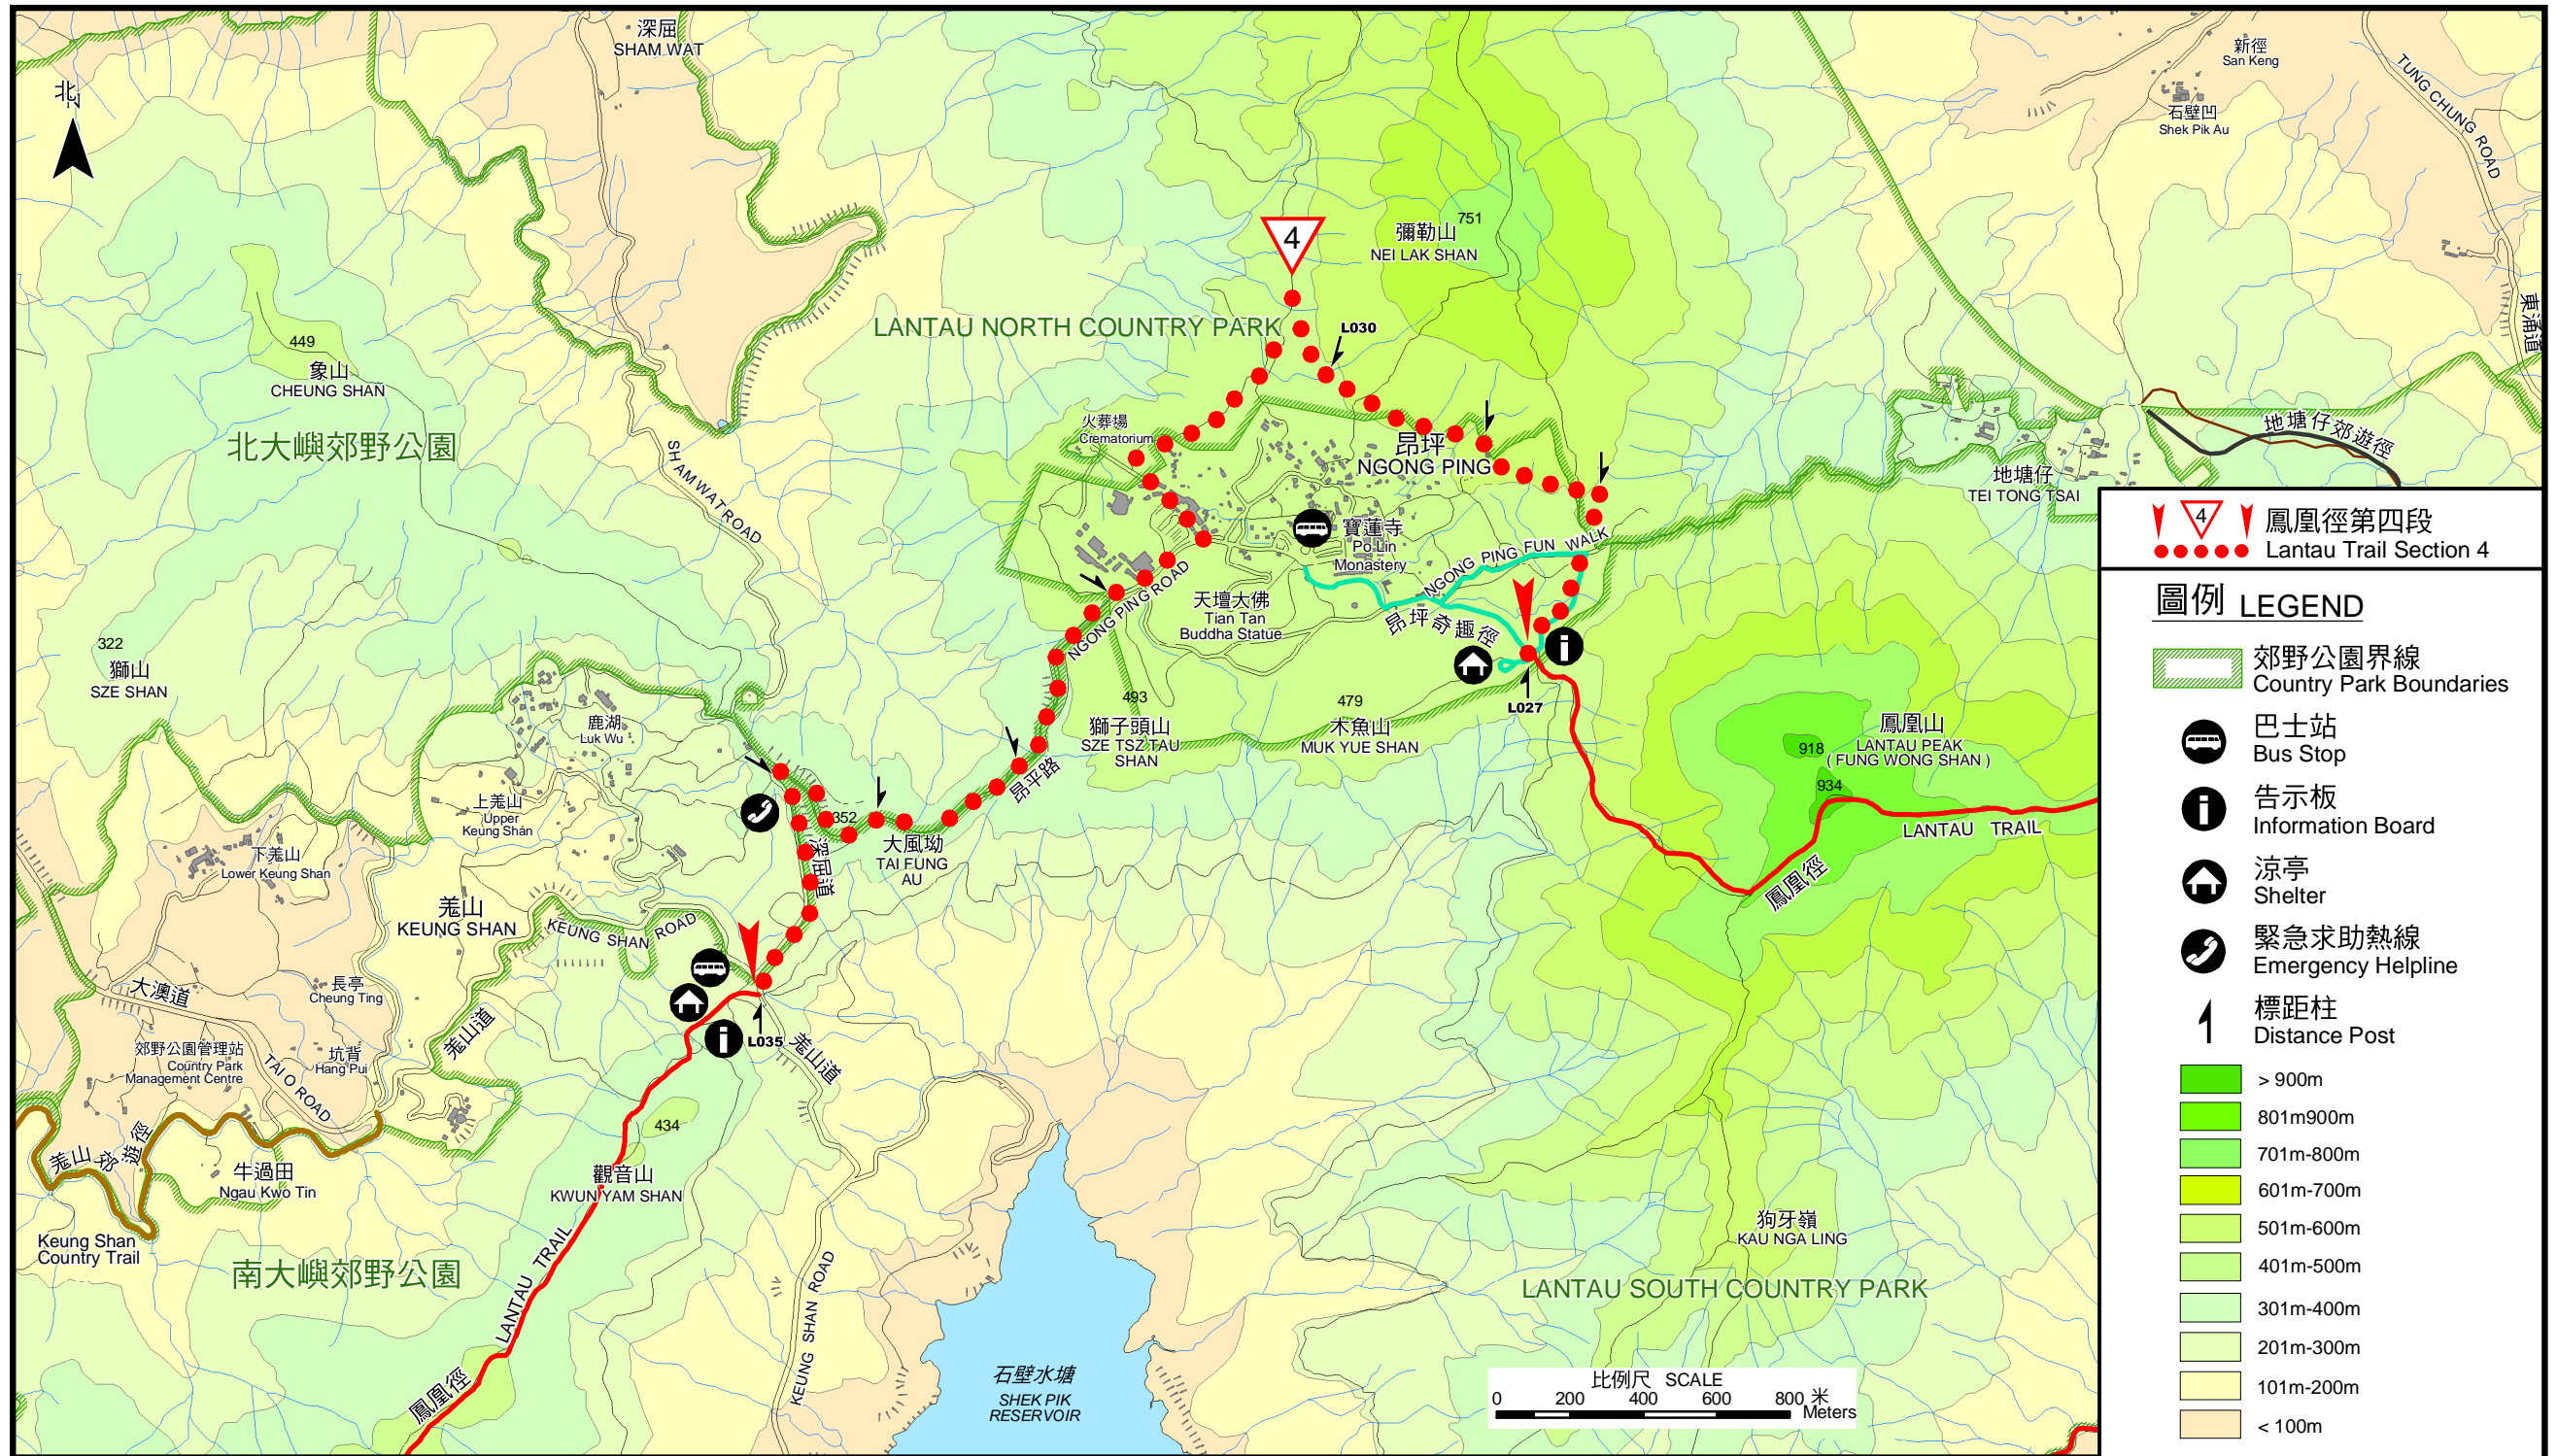 深屈
SHAM WAT
新徑
San Keng
石壁凹
Shek Pik Au
TUNG CHUNG ROAD
東涌道
北
751
彌勒山
NEI LAK SHAN
4
LANTAU NORTH COUNTRY PARK
L030
449
象山
CHEUNG SHAN
北大嶼郊野公園
火葬場
Crematorium
昂坪
NGONG PING
地塘仔郊遊徑
地塘仔
TEI TONG TSAI
SHAM WAT ROAD
寶蓮寺
Po Lin
Monastery
NGONG PING FUN WALK
昂坪奇趣徑
NGONG PING ROAD
天壇大佛
Tian Tan
Buddha Statue
322
獅山
SZE SHAN
鹿湖
Luk Wu
493
獅子頭山
SZE TSZ TAU
SHAN
479
木魚山
MUK YUE SHAN
L027
鳳凰山
918
LANTAU PEAK
( FUNG WONG SHAN )
934
LANTAU TRAIL
鳳凰徑
昂平路
上羗山
Upper
Keung Shan
352
大風坳
TAI FUNG
AU
深屈道
下羗山
Lower Keung Shan
羗山
KEUNG SHAN
KEUNG SHAN ROAD
大澳道
長亭
Cheung Ting
羗山道
L035
羗山道
郊野公園管理站
Country Park
Management Centre
坑背
Hang Pui
TAI O ROAD
434
觀音山
KWUN YAM SHAN
羗山郊遊徑
牛過田
Ngau Kwo Tin
Keung Shan
Country Trail
南大嶼郊野公園
LANTAU TRAIL
鳳凰徑
KEUNG SHAN ROAD
石壁水塘
SHEK PIK
RESERVOIR
狗牙嶺
KAU NGA LING
LANTAU SOUTH COUNTRY PARK
比例尺 SCALE
0 200 400 600 800 米
Meters
4
鳳凰徑第四段
Lantau Trail Section 4
圖例 LEGEND
郊野公園界線
Country Park Boundaries
巴士站
Bus Stop
告示板
Information Board
涼亭
Shelter
緊急求助熱線
Emergency Helpline
標距柱
Distance Post
> 900m
801m900m
701m-800m
601m-700m
501m-600m
401m-500m
301m-400m
201m-300m
101m-200m
< 100m